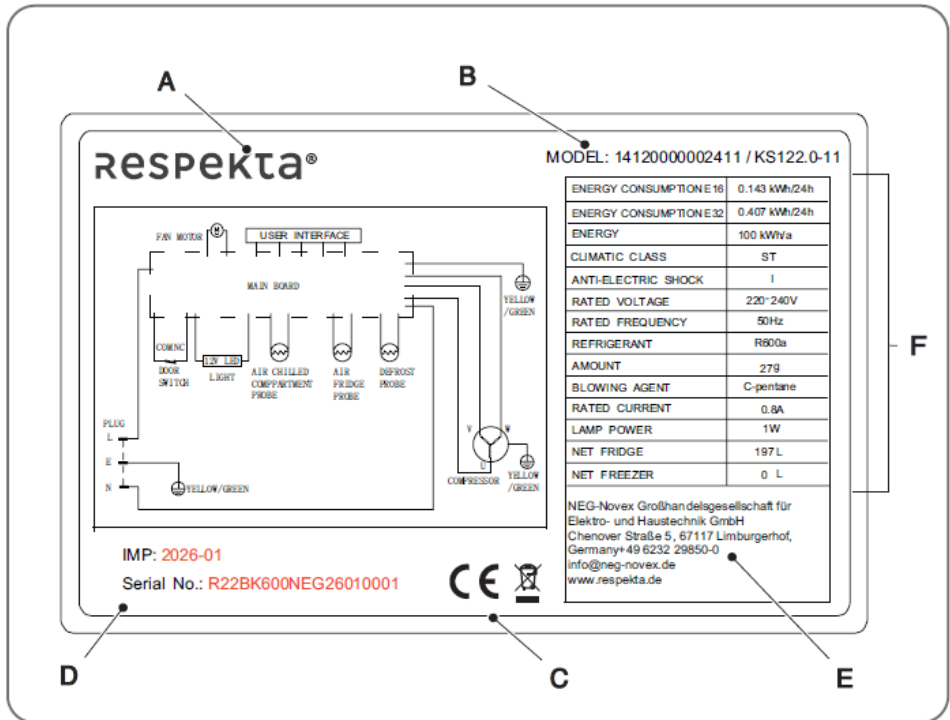 A
B
Respekta®
MODEL: 14120000002411 / KS122.0-11
ENERGY CONSUMPTION E16 0.143 kWh/24h
ENERGY CONSUMPTION E32 0.407 kWh/24h
ENERGY 100 kWh/a
CLIMATIC CLASS ST
ANTI-ELECTRIC SHOCK I
RATED VOLTAGE 220-240V
RATED FREQUENCY 50Hz
REFRIGERANT R600a
AMOUNT 279
BLOWING AGENT C-pentane
RATED CURRENT 0.8A
LAMP POWER 1W
NET FRIDGE 197 L
NET FREEZER 0 L
F
FAN MOTOR
M
USER INTERFACE
MAIN BOARD
YELLOW
/GREEN
COMNC
DOOR
SWITCH
12V LED
LIGHT
AIR CHILLED
COMPPARTMENT
PROBE
AIR
FRIDGE
PROBE
DEFROST
PROBE
PLUG
L
E
N
YELLOW/GREEN
V W
U
COMPRESSOR
YELLOW
/GREEN
NEG-Novex Großhandelsgesellschaft für
Elektro- und Haustechnik GmbH
Chenover Straße 5, 67117 Limburgerhof,
Germany+49 6232 29850-0
info@neg-novex.de
www.respekta.de
IMP: 2026-01
Serial No.: R22BK600NEG26010001
CE
D
C
E